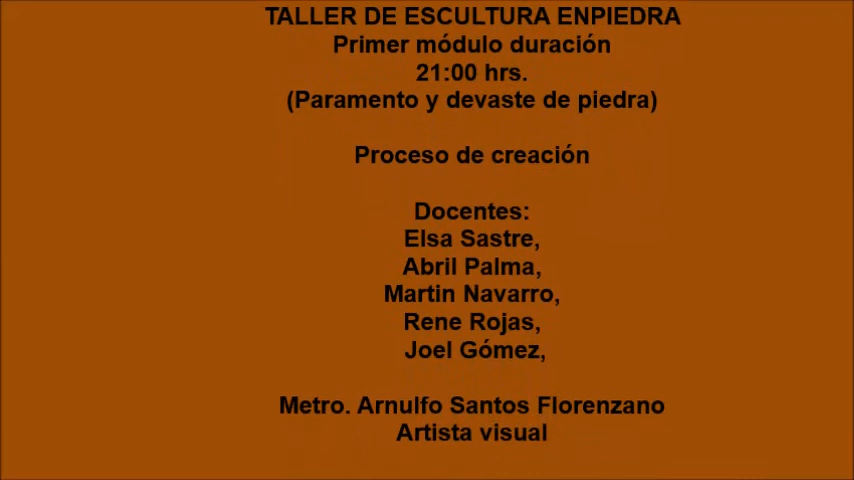 TALLER DE ESCULTURA ENPIEDRA
Primer módulo duración
21:00 hrs.
(Paramento y devaste de piedra)
Proceso de creación
Docentes:
Elsa Sastre,
Abril Palma,
Martin Navarro,
Rene Rojas,
Joel Gómez,
Metro. Arnulfo Santos Florenzano
Artista visual